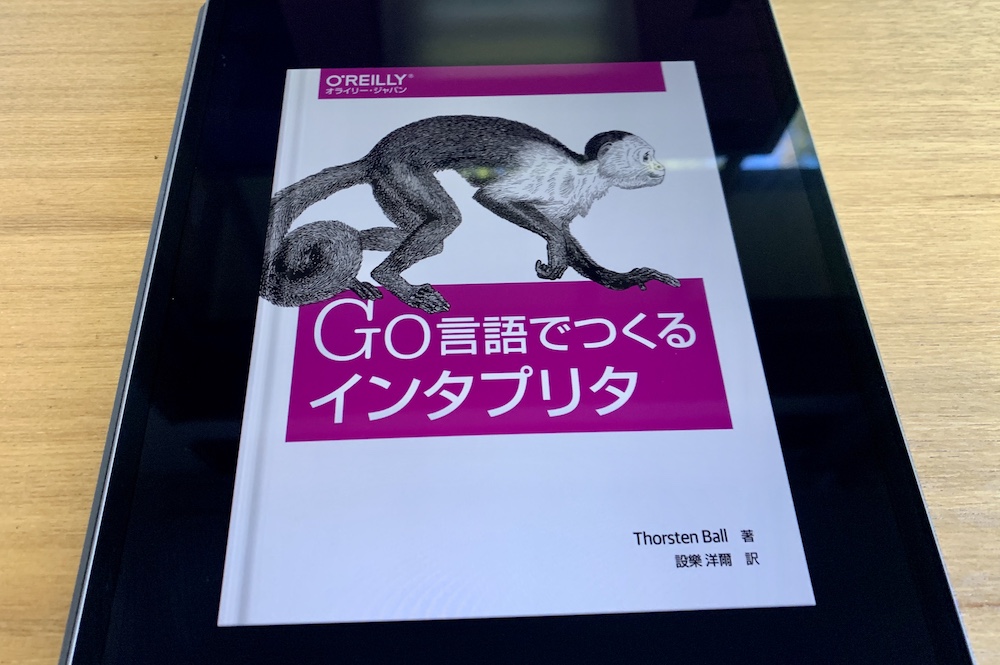 O'REILLY®
オライリー・ジャパン
Go言語でつくる
インタプリタ
Thorsten Ball 著
設樂 洋爾 訳